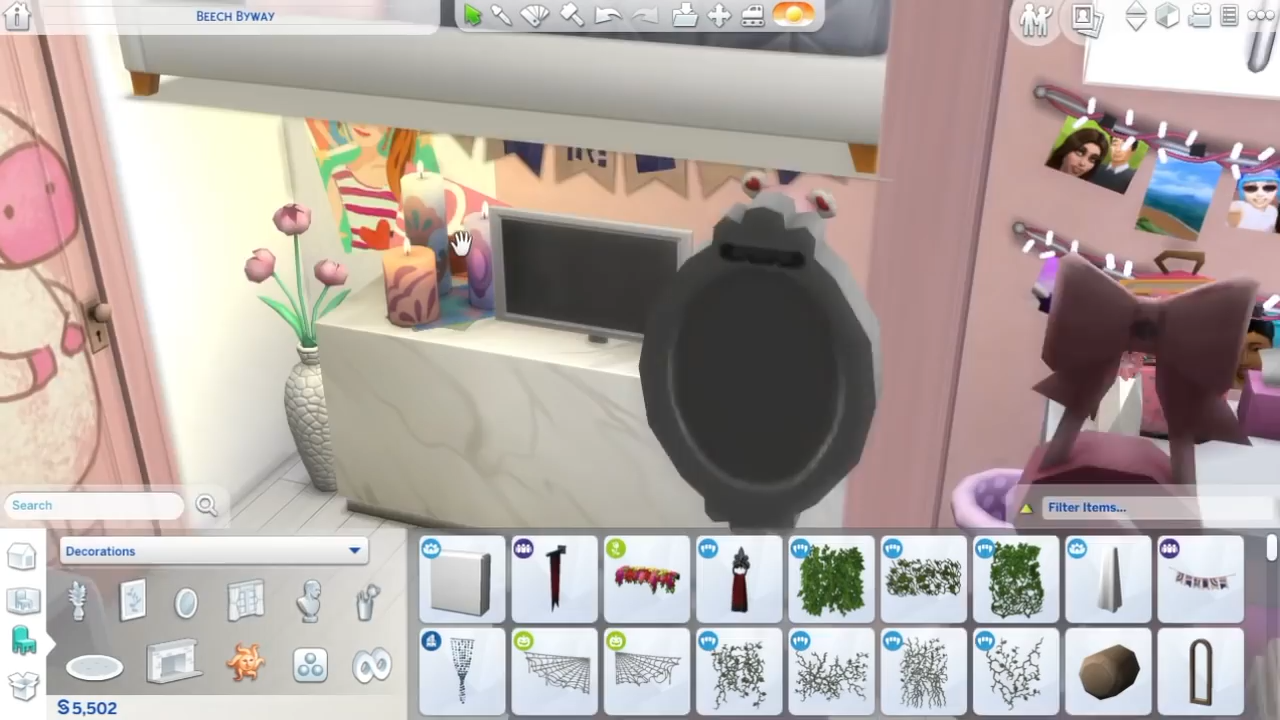 BEECH BYWAY
Search
Filter Items...
Decorations
§5,502